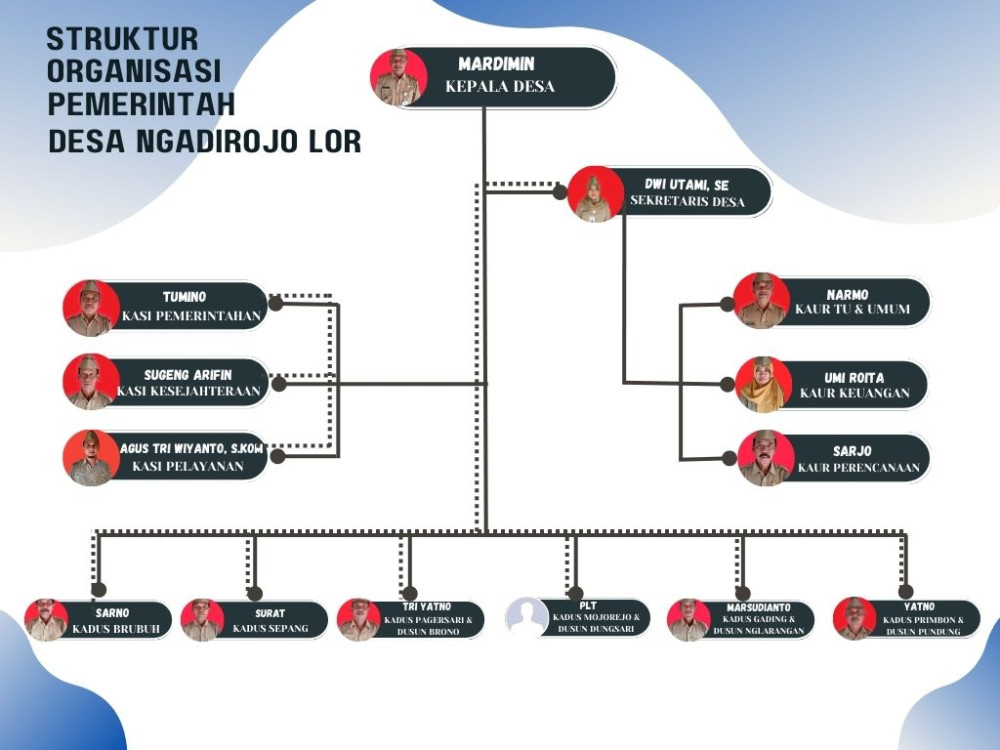 STRUKTUR
ORGANISASI
PEMERINTAH
DESA NGADIROJO LOR
MARDIMIN
KEPALA DESA
DWI UTAMI, SE
SEKRETARIS DESA
TUMINO
KASI PEMERINTAHAN
SUGENG ARIFIN
KASI KESEJAHTERAAN
AGUS TRI WIYANTO, S.KOM
KASI PELAYANAN
NARMO
KAUR TU & UMUM
UMI ROITA
KAUR KEUANGAN
SARJO
KAUR PERENCANAAN
SARNO
KADUS BRUBUH
SURAT
KADUS SEPANG
TRI YATNO
KADUS PAGERSARI &
DUSUN BRONO
PLT
KADUS MOJOREJO &
DUSUN DUNGSARI
MARSUDIANTO
KADUS GADING &
DUSUN NGLARANGAN
YATNO
KADUS PRIMBON &
DUSUN PUNDUNG